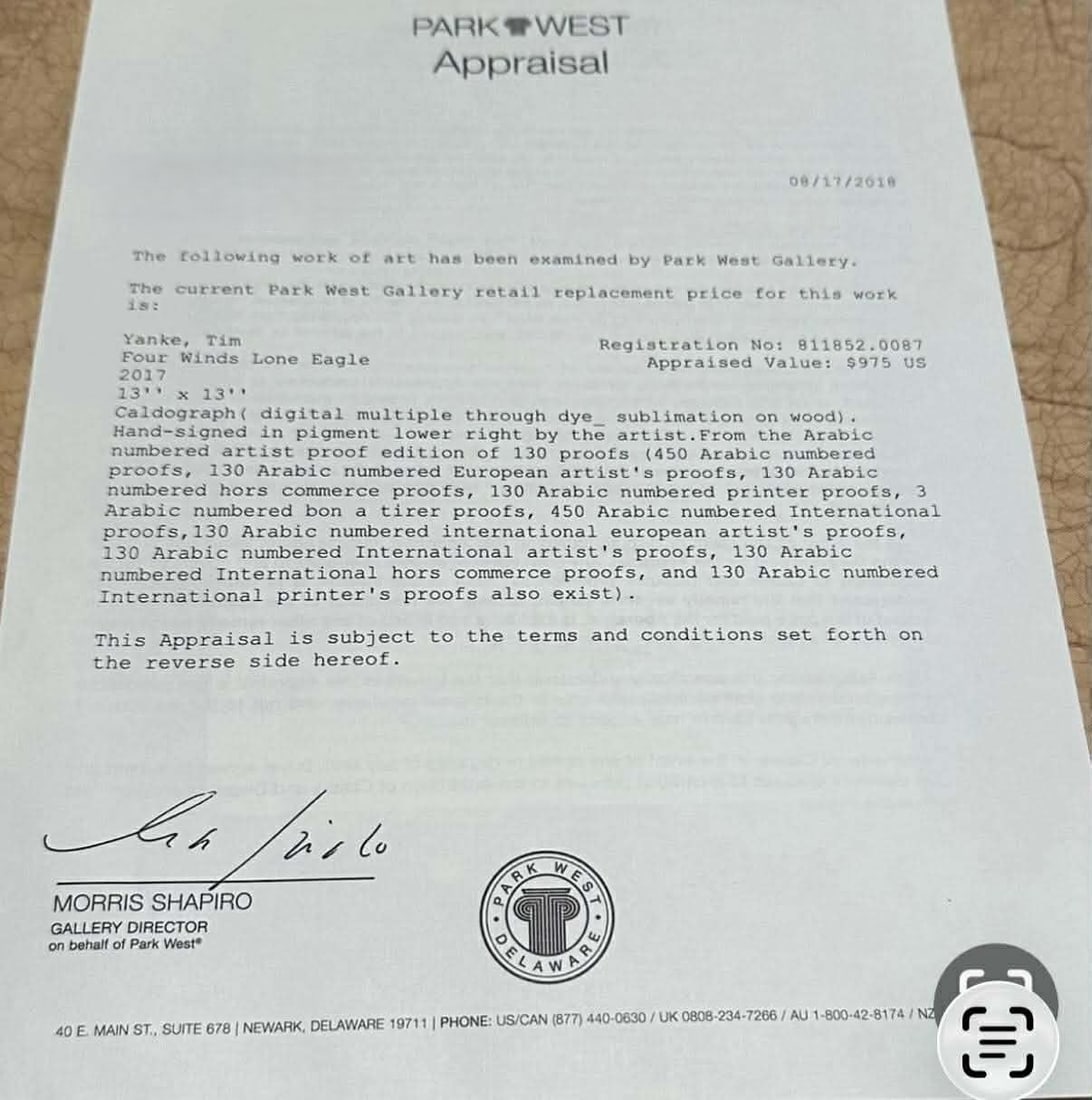 PARK WEST
Appraisal
08/17/2018
The following work of art has been examined by Park West Gallery.
The current Park West Gallery retail replacement price for this work
is:
Yanke, Tim
Registration No: 811852.0087
Four Winds Lone Eagle
Appraised Value: $975 US
2017
13'' x 13''
Caldograph( digital multiple through dye_ sublimation on wood).
Hand-signed in pigment lower right by the artist.From the Arabic
numbered artist proof edition of 130 proofs (450 Arabic numbered
proofs, 130 Arabic numbered European artist's proofs, 130 Arabic
numbered hors commerce proofs, 130 Arabic numbered printer proofs, 3
Arabic numbered bon a tirer proofs, 450 Arabic numbered International
proofs,130 Arabic numbered international european artist's proofs,
130 Arabic numbered International artist's proofs, 130 Arabic
numbered International hors commerce proofs, and 130 Arabic numbered
International printer's proofs also exist).
This Appraisal is subject to the terms and conditions set forth on
the reverse side hereof.
MORRIS SHAPIRO
GALLERY DIRECTOR
on behalf of Park West®
PARK WEST
DELAWARE
40 E. MAIN ST., SUITE 678 | NEWARK, DELAWARE 19711 | PHONE: US/CAN (877) 440-0630 / UK 0808-234-7266 / AU 1-800-42-8174 / NZ